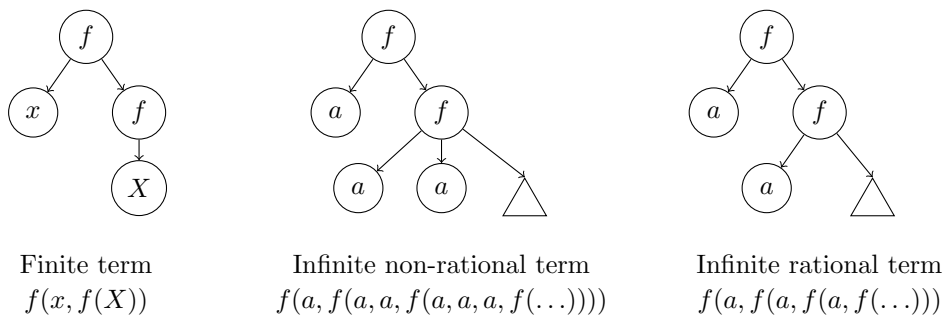 f
x
f
X
Finite term
f(x, f(X))
f
a
f
a
a
Infinite non-rational term
f(a, f(a, a, f(a, a, a, f(...))))
f
a
f
a
Infinite rational term
f(a, f(a, f(a, f(...)))